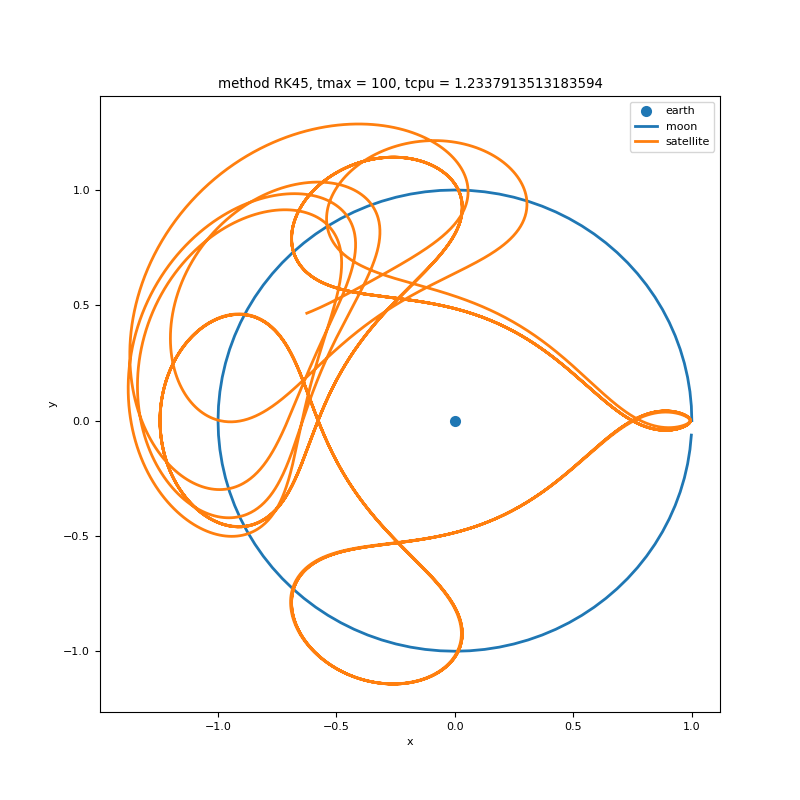 method RK45, tmax = 100, tcpu = 1.2337913513183594
earth
moon
satellite
1.0
0.5
0.0
−0.5
−1.0
y
−1.0 −0.5 0.0 0.5 1.0
x